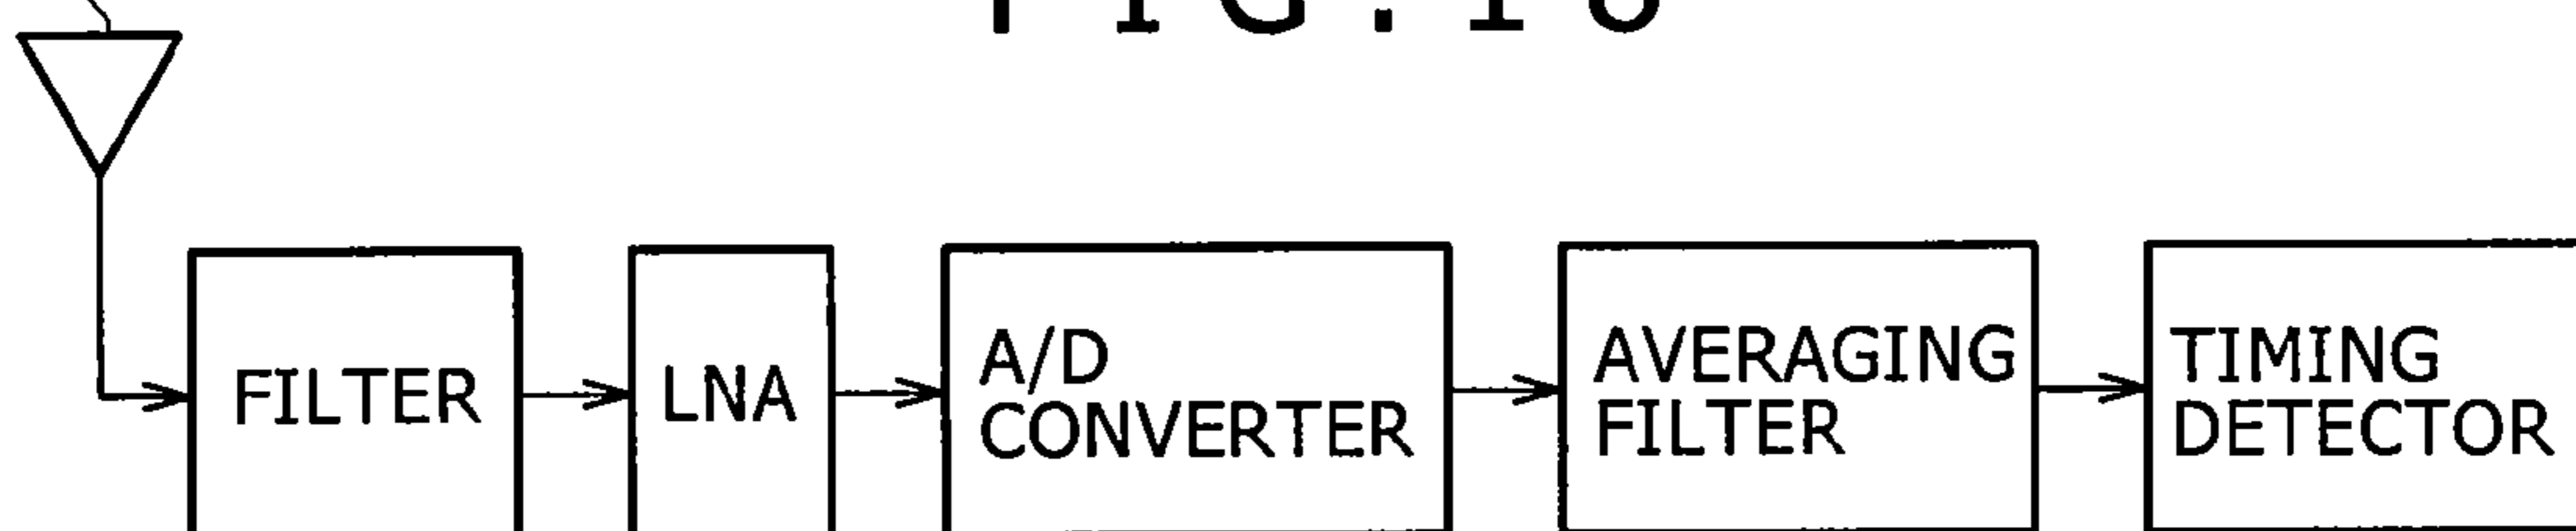 FILTER
LNA
A/D
CONVERTER
AVERAGING
FILTER
TIMING
DETECTOR